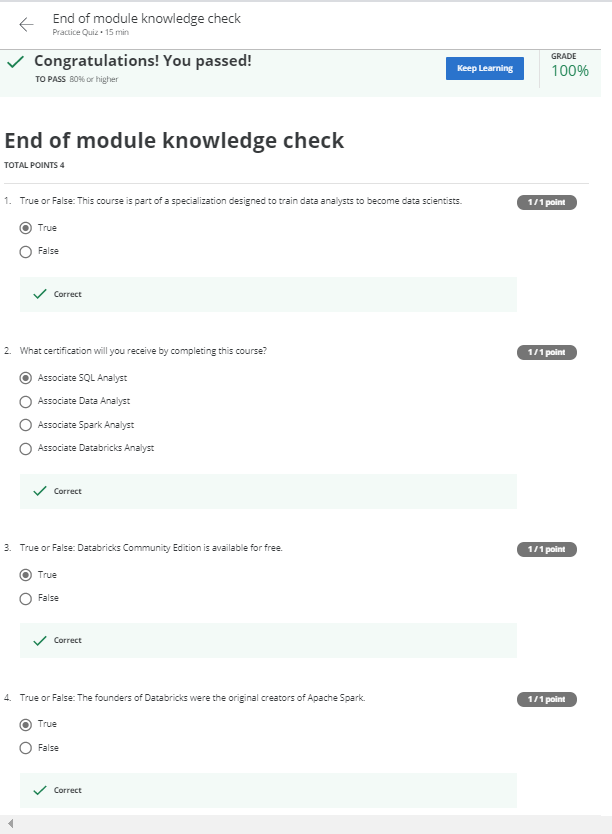 End of module knowledge check
Practice Quiz • 15 min
Congratulations! You passed!
TO PASS 80% or higher
Keep Learning
GRADE
100%
End of module knowledge check
TOTAL POINTS 4
1. True or False: This course is part of a specialization designed to train data analysts to become data scientists.
1 / 1 point
True
False
Correct
2. What certification will you receive by completing this course?
1 / 1 point
Associate SQL Analyst
Associate Data Analyst
Associate Spark Analyst
Associate Databricks Analyst
Correct
3. True or False: Databricks Community Edition is available for free.
1 / 1 point
True
False
Correct
4. True or False: The founders of Databricks were the original creators of Apache Spark.
1 / 1 point
True
False
Correct